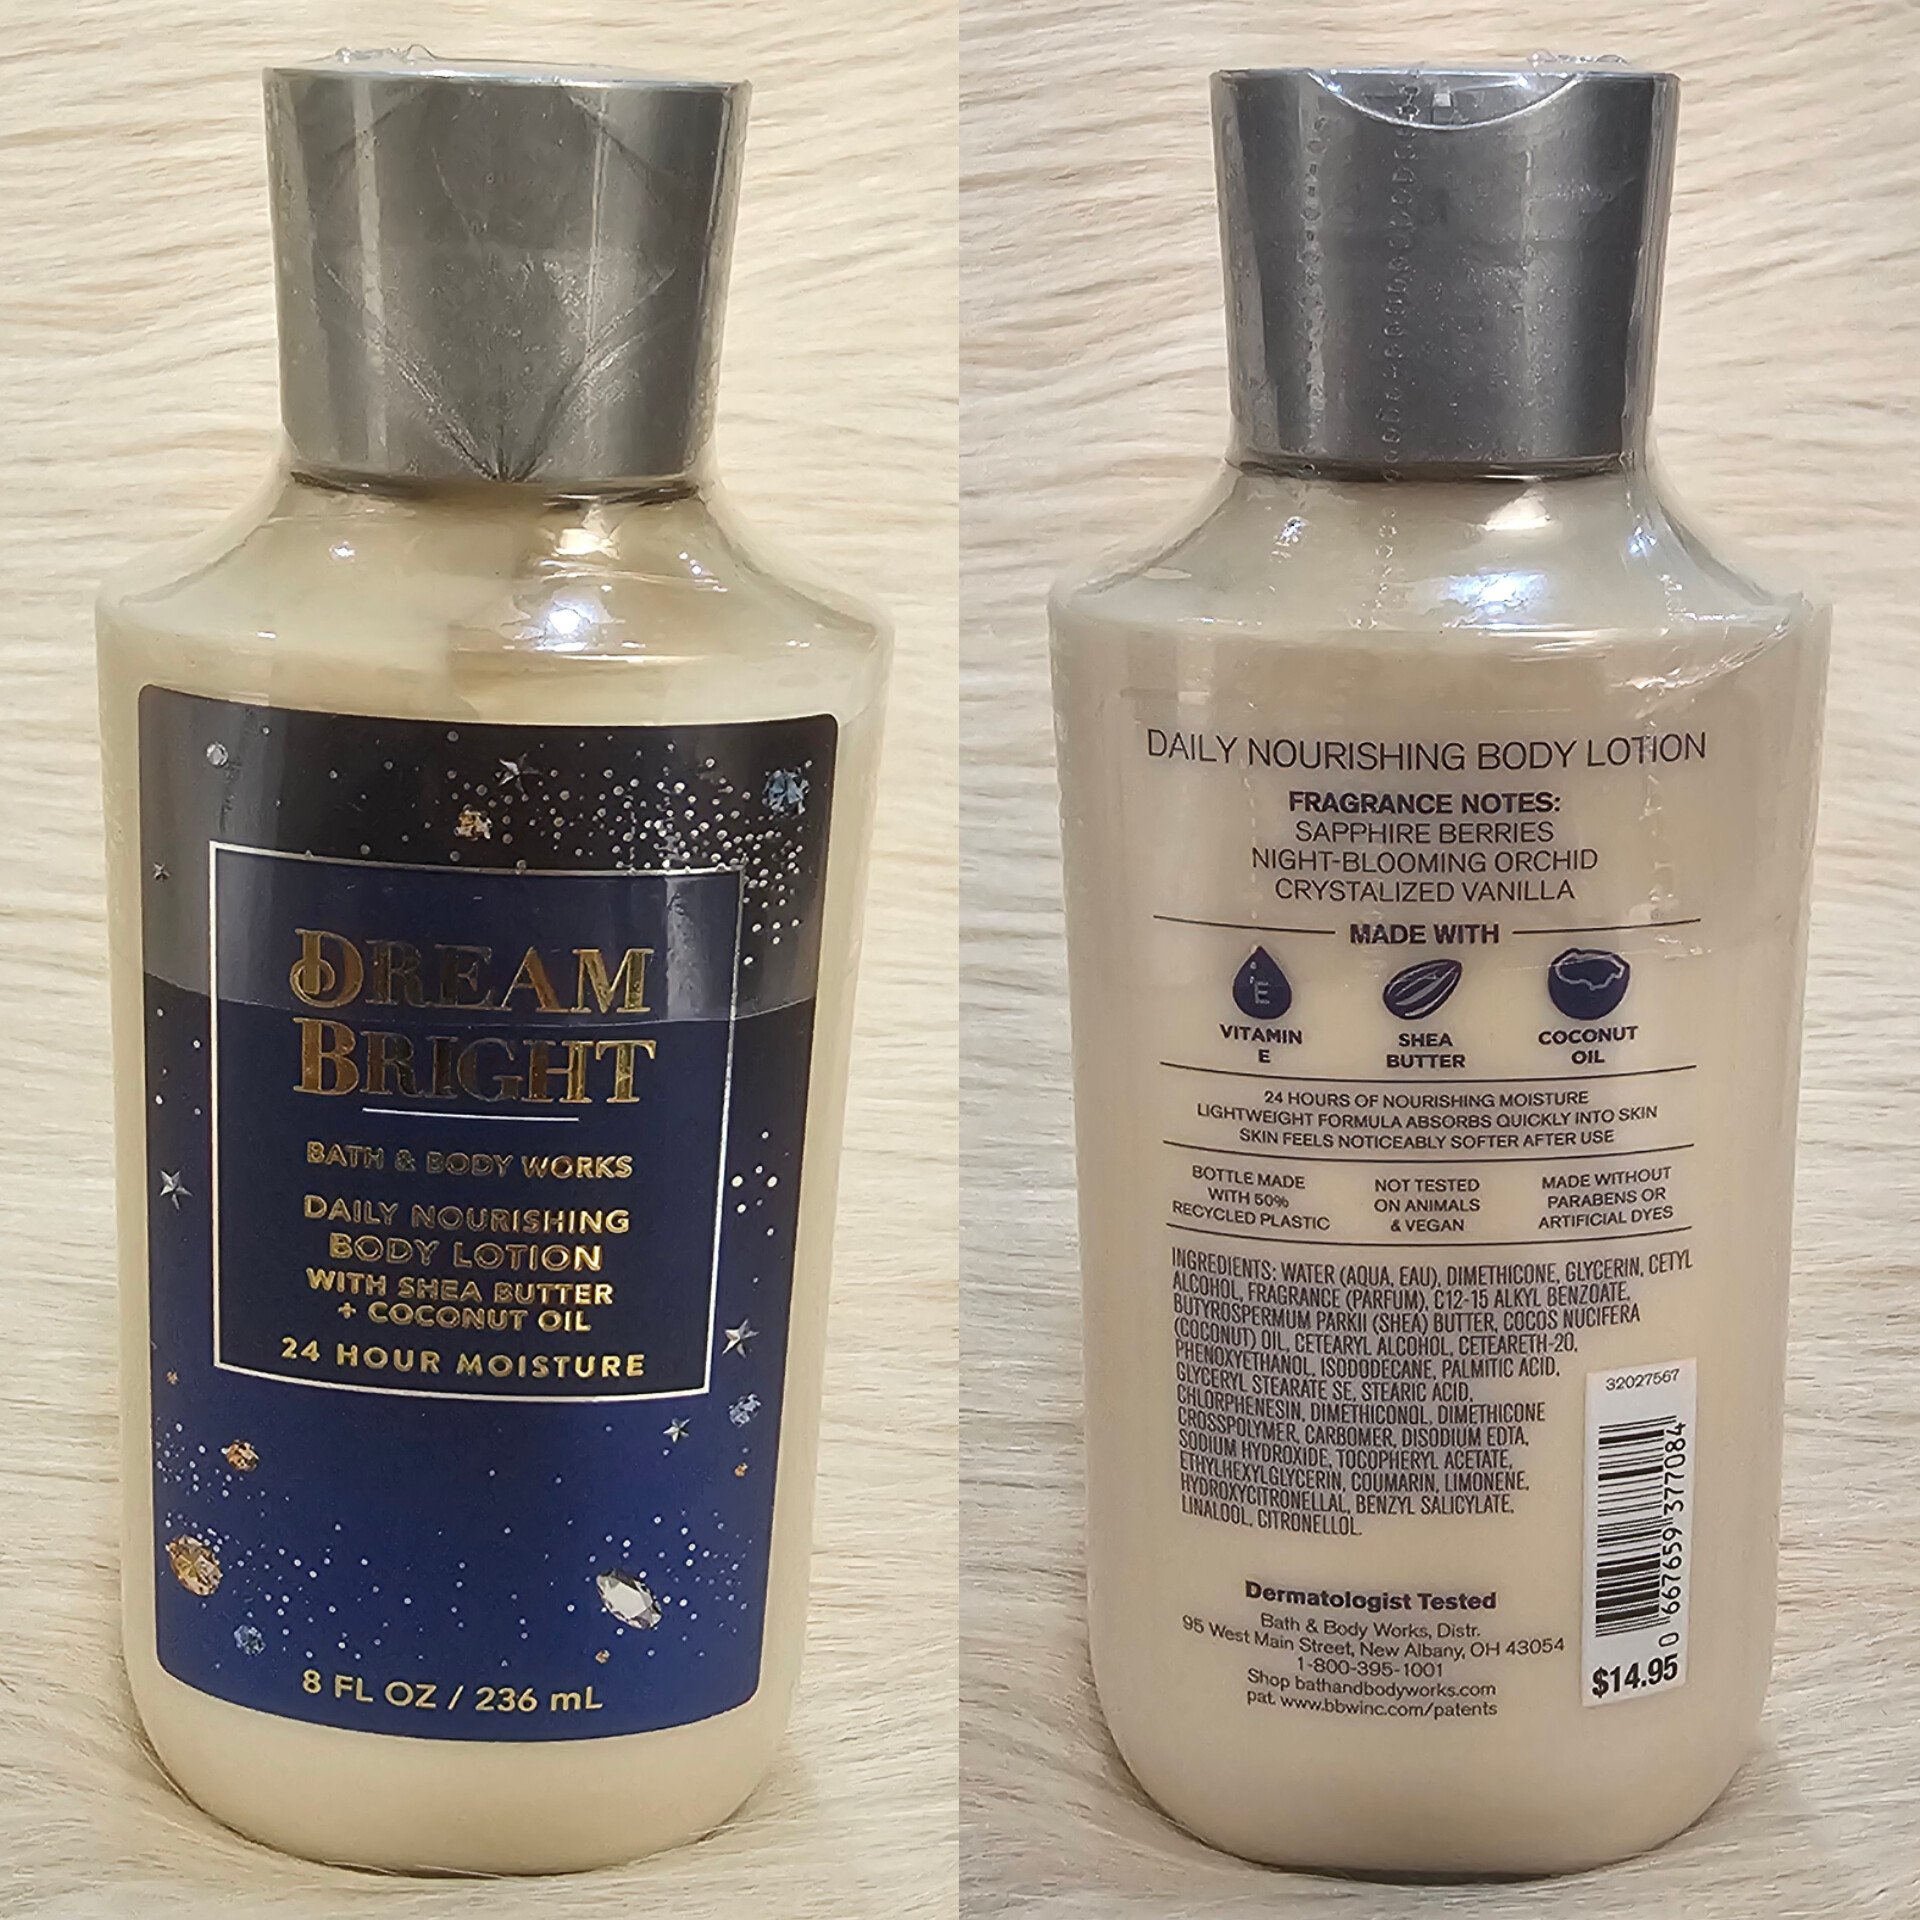 DREAM
BRIGHT
BATH & BODY WORKS
DAILY NOURISHING
BODY LOTION
WITH SHEA BUTTER
+ COCONUT OIL
24 HOUR MOISTURE
8 FL OZ / 236 mL
DAILY NOURISHING BODY LOTION
FRAGRANCE NOTES:
SAPPHIRE BERRIES
NIGHT-BLOOMING ORCHID
CRYSTALIZED VANILLA
MADE WITH
E
VITAMIN
E
SHEA
BUTTER
COCONUT
OIL
24 HOURS OF NOURISHING MOISTURE
LIGHTWEIGHT FORMULA ABSORBS QUICKLY INTO SKIN
SKIN FEELS NOTICEABLY SOFTER AFTER USE
BOTTLE MADE
WITH 50%
RECYCLED PLASTIC
NOT TESTED
ON ANIMALS
& VEGAN
MADE WITHOUT
PARABENS OR
ARTIFICIAL DYES
INGREDIENTS: WATER (AQUA, EAU), DIMETHICONE, GLYCERIN, CETYL
ALCOHOL, FRAGRANCE (PARFUM), C12-15 ALKYL BENZOATE,
BUTYROSPERMUM PARKII (SHEA) BUTTER, COCOS NUCIFERA
(COCONUT) OIL, CETEARYL ALCOHOL, CETEARETH-20,
PHENOXYETHANOL, ISODODECANE, PALMITIC ACID,
GLYCERYL STEARATE SE, STEARIC ACID,
CHLORPHENESIN, DIMETHICONOL, DIMETHICONE
CROSSPOLYMER, CARBOMER, DISODIUM EDTA,
SODIUM HYDROXIDE, TOCOPHERYL ACETATE,
ETHYLHEXYLGLYCERIN, COUMARIN, LIMONENE,
HYDROXYCITRONELLAL, BENZYL SALICYLATE,
LINALOOL, CITRONELLOL.
32027567
0 667659 377084
$14.95
Dermatologist Tested
Bath & Body Works, Distr.
95 West Main Street, New Albany, OH 43054
1-800-395-1001
Shop bathandbodyworks.com
pat. www.bbwinc.com/patents